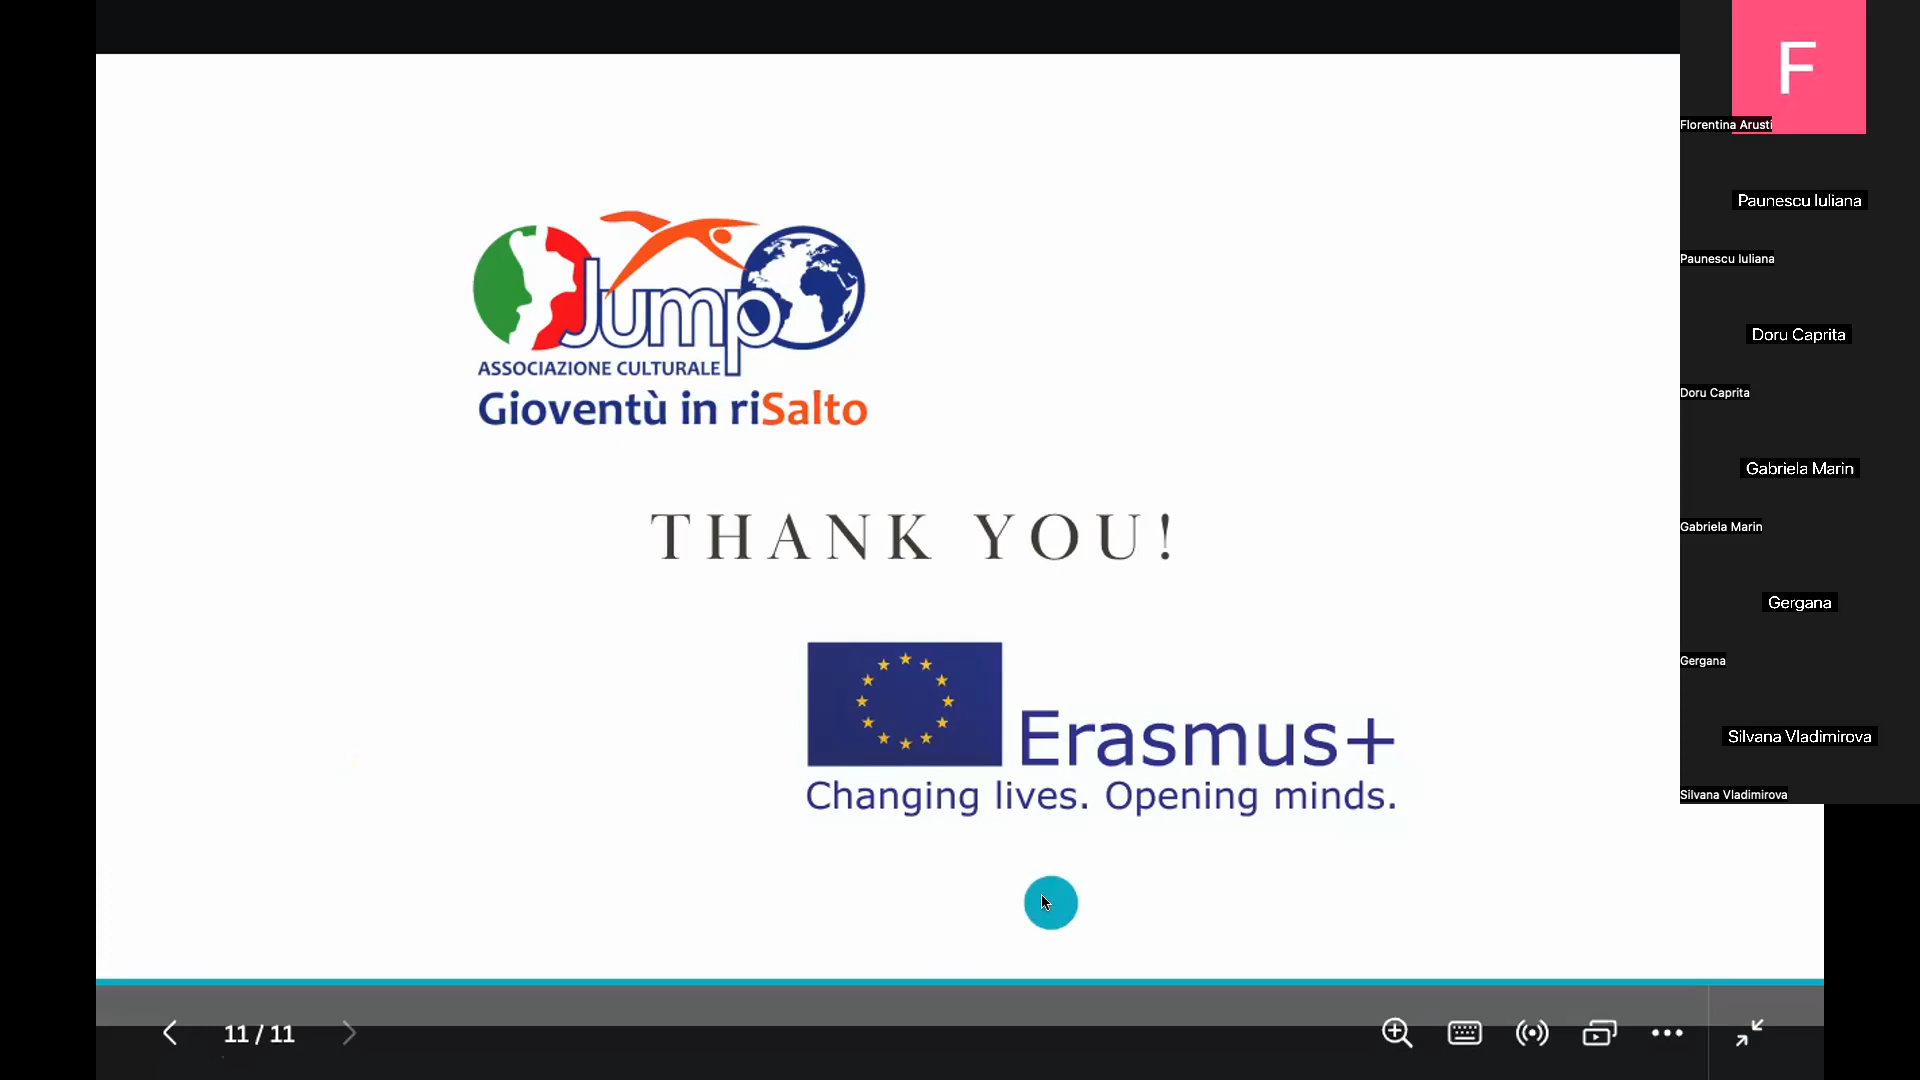 Jump
ASSOCIAZIONE CULTURALE
Gioventù in riSalto
THANK YOU!
Erasmus+
Changing lives. Opening minds.
11 / 11
F
Florentina Arusti
Paunescu Iuliana
Paunescu Iuliana
Doru Caprita
Doru Caprita
Gabriela Marin
Gabriela Marin
Gergana
Gergana
Silvana Vladimirova
Silvana Vladimirova